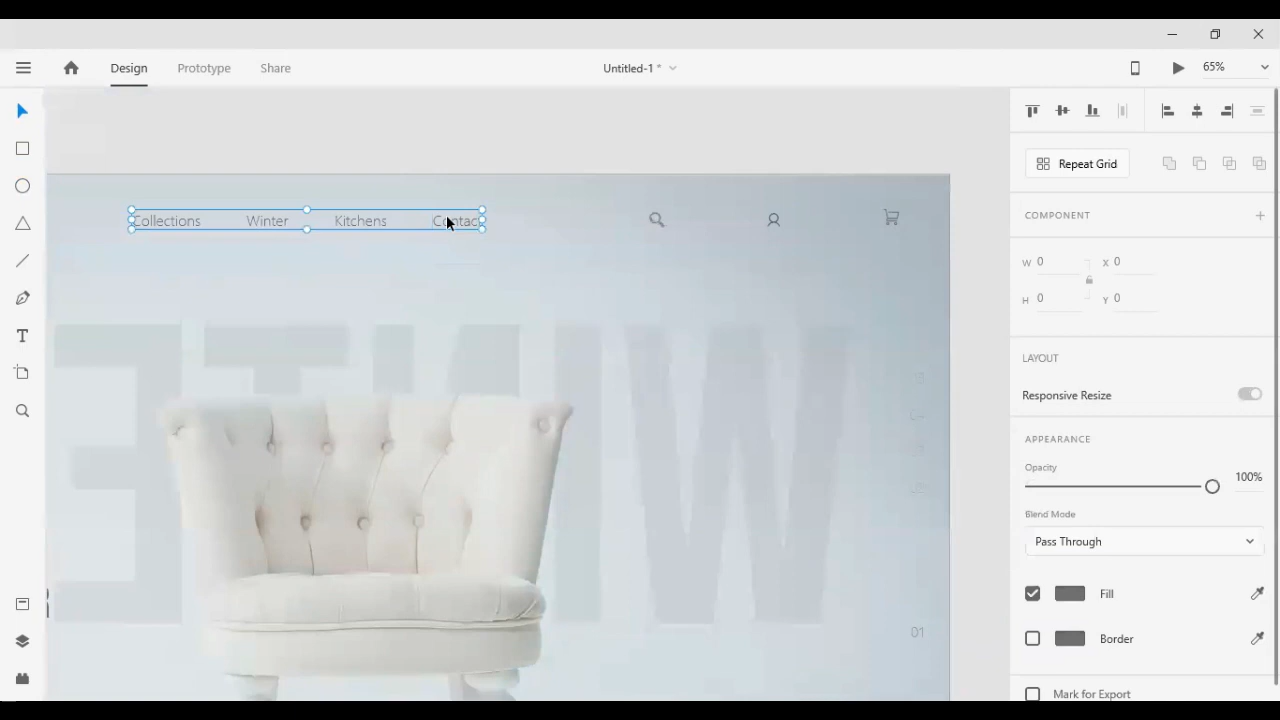 Design Prototype Share Untitled-1 * 65%
Repeat Grid
COMPONENT
Collections Winter Kitchens Contact
W 0 X 0
H 0 Y 0
LAYOUT
Responsive Resize
APPEARANCE
Opacity
100%
Blend Mode
Pass Through
Fill
01
Border
Mark for Export